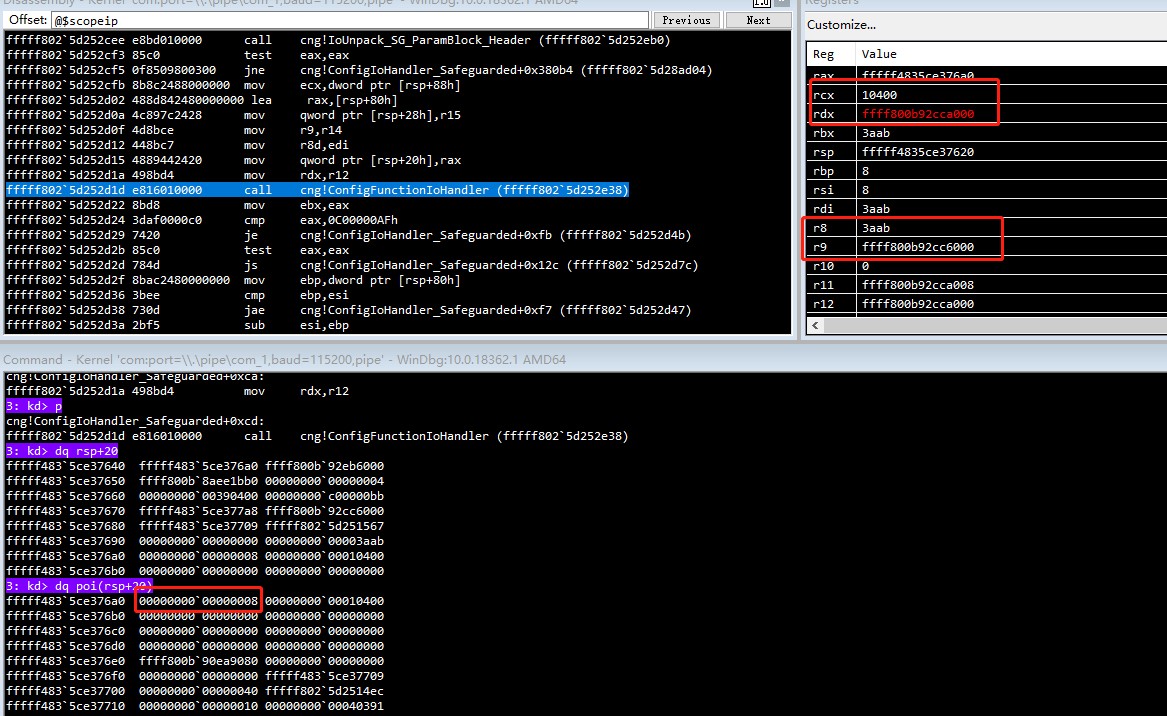 Disassembly - Kernel 'com:port=\\.\pipe\com_1,baud=115200,pipe' - WinDbg:10.0.18362.1 AMD64
Registers
Offset: @$scopeip
Previous
Next
Customize...
fffff802`5d252cee e8bd010000 call cng!IoUnpack_SG_ParamBlock_Header (fffff802`5d252eb0)
fffff802`5d252cf3 85c0 test eax,eax
fffff802`5d252cf5 0f8509800300 jne cng!ConfigIoHandler_Safeguarded+0x380b4 (fffff802`5d28ad04)
fffff802`5d252cfb 8b8c2488000000 mov ecx,dword ptr [rsp+88h]
fffff802`5d252d02 488d842480000000 lea rax,[rsp+80h]
fffff802`5d252d0a 4c897c2428 mov qword ptr [rsp+28h],r15
fffff802`5d252d0f 4d8bce mov r9,r14
fffff802`5d252d12 448bc7 mov r8d,edi
fffff802`5d252d15 4889442420 mov qword ptr [rsp+20h],rax
fffff802`5d252d1a 498bd4 mov rdx,r12
fffff802`5d252d1d e816010000 call cng!ConfigFunctionIoHandler (fffff802`5d252e38)
fffff802`5d252d22 8bd8 mov ebx,eax
fffff802`5d252d24 3daf0000c0 cmp eax,0C00000AFh
fffff802`5d252d29 7420 je cng!ConfigIoHandler_Safeguarded+0xfb (fffff802`5d252d4b)
fffff802`5d252d2b 85c0 test eax,eax
fffff802`5d252d2d 784d js cng!ConfigIoHandler_Safeguarded+0x12c (fffff802`5d252d7c)
fffff802`5d252d2f 8bac2480000000 mov ebp,dword ptr [rsp+80h]
fffff802`5d252d36 3bee cmp ebp,esi
fffff802`5d252d38 730d jae cng!ConfigIoHandler_Safeguarded+0xf7 (fffff802`5d252d47)
fffff802`5d252d3a 2bf5 sub esi,ebp
Reg Value
rax fffff4835ce376a0
rcx 10400
rdx ffff800b92cca000
rbx 3aab
rsp fffff4835ce37620
rbp 8
rsi 8
rdi 3aab
r8 3aab
r9 ffff800b92cc6000
r10 0
r11 ffff800b92cca008
r12 ffff800b92cca000
Command - Kernel 'com:port=\\.\pipe\com_1,baud=115200,pipe' - WinDbg:10.0.18362.1 AMD64
cng!ConfigIoHandler_Safeguarded+0xca:
fffff802`5d252d1a 498bd4 mov rdx,r12
3: kd> p
cng!ConfigIoHandler_Safeguarded+0xcd:
fffff802`5d252d1d e816010000 call cng!ConfigFunctionIoHandler (fffff802`5d252e38)
3: kd> dq rsp+20
fffff483`5ce37640 fffff483`5ce376a0 ffff800b`92eb6000
fffff483`5ce37650 ffff800b`8aee1bb0 00000000`00000004
fffff483`5ce37660 00000000`00390400 00000000`c00000bb
fffff483`5ce37670 fffff483`5ce377a8 ffff800b`92cc6000
fffff483`5ce37680 fffff483`5ce37709 fffff802`5d251567
fffff483`5ce37690 00000000`00000000 00000000`00003aab
fffff483`5ce376a0 00000000`00000008 00000000`00010400
fffff483`5ce376b0 00000000`00000000 00000000`00000000
3: kd> dq poi(rsp+20)
fffff483`5ce376a0 00000000`00000008 00000000`00010400
fffff483`5ce376b0 00000000`00000000 00000000`00000000
fffff483`5ce376c0 00000000`00000000 00000000`00000000
fffff483`5ce376d0 00000000`00000000 00000000`00000000
fffff483`5ce376e0 ffff800b`90ea9080 00000000`00000000
fffff483`5ce376f0 00000000`00000000 fffff483`5ce37709
fffff483`5ce37700 00000000`00000040 fffff802`5d2514ec
fffff483`5ce37710 00000000`00000010 00000000`00040391